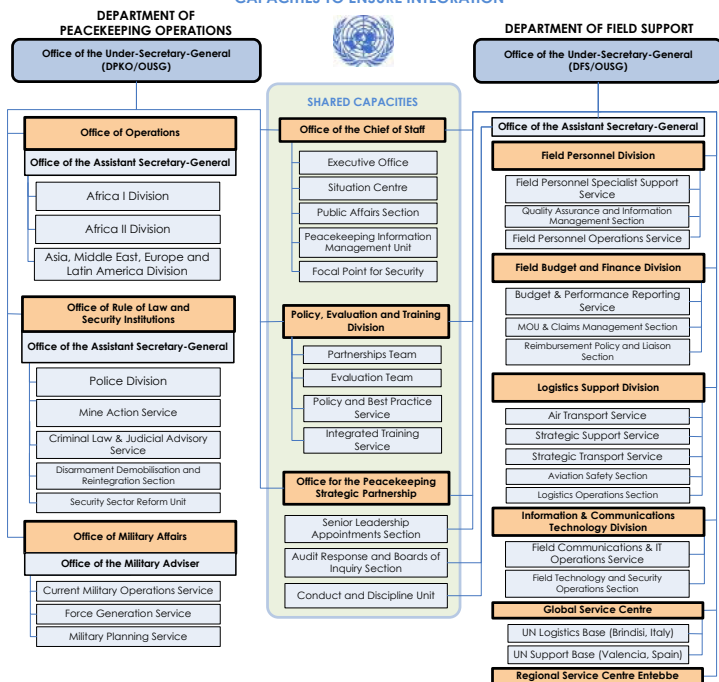 CAPACITIES TO ENSURE INTEGRATION
DEPARTMENT OF
PEACEKEEPING OPERATIONS
Office of the Under-Secretary-General
(DPKO/OUSG)
Office of Operations
Office of the Assistant Secretary-General
Africa I Division
Africa II Division
Asia, Middle East, Europe and
Latin America Division
Office of Rule of Law and
Security Institutions
Office of the Assistant Secretary-General
Police Division
Mine Action Service
Criminal Law & Judicial Advisory
Service
Disarmament Demobilisation and
Reintegration Section
Security Sector Reform Unit
Office of Military Affairs
Office of the Military Adviser
Current Military Operations Service
Force Generation Service
Military Planning Service
SHARED CAPACITIES
Office of the Chief of Staff
Executive Office
Situation Centre
Public Affairs Section
Peacekeeping Information
Management Unit
Focal Point for Security
Policy, Evaluation and Training
Division
Partnerships Team
Evaluation Team
Policy and Best Practice
Service
Integrated Training
Service
Office for the Peacekeeping
Strategic Partnership
Senior Leadership
Appointments Section
Audit Response and Boards of
Inquiry Section
Conduct and Discipline Unit
DEPARTMENT OF FIELD SUPPORT
Office of the Under-Secretary-General
(DFS/OUSG)
Office of the Assistant Secretary-General
Field Personnel Division
Field Personnel Specialist Support
Service
Quality Assurance and Information
Management Section
Field Personnel Operations Service
Field Budget and Finance Division
Budget & Performance Reporting
Service
MOU & Claims Management Section
Reimbursement Policy and Liaison
Section
Logistics Support Division
Air Transport Service
Strategic Support Service
Strategic Transport Service
Aviation Safety Section
Logistics Operations Section
Information & Communications
Technology Division
Field Communications & IT
Operations Service
Field Technology and Security
Operations Section
Global Service Centre
UN Logistics Base (Brindisi, Italy)
UN Support Base (Valencia, Spain)
Regional Service Centre Entebbe